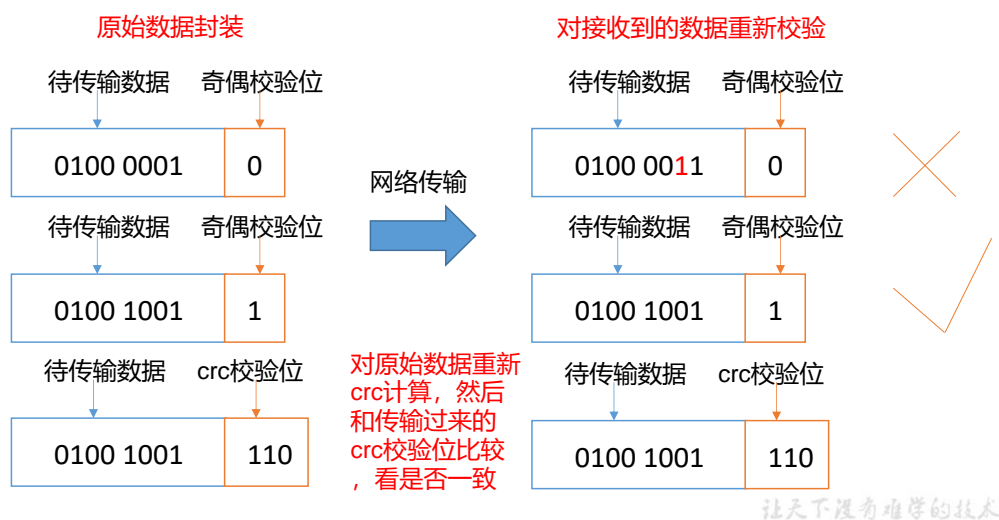 原始数据封装
对接收到的数据重新校验
待传输数据 奇偶校验位
待传输数据 奇偶校验位
0100 0001 0
0100 0011 0
网络传输
待传输数据 奇偶校验位
待传输数据 奇偶校验位
0100 1001 1
0100 1001 1
待传输数据 crc校验位
对原始数据重新
crc计算，然后
和传输过来的
crc校验位比较
，看是否一致
待传输数据 crc校验位
0100 1001 110
0100 1001 110
让天下没有难学的技术